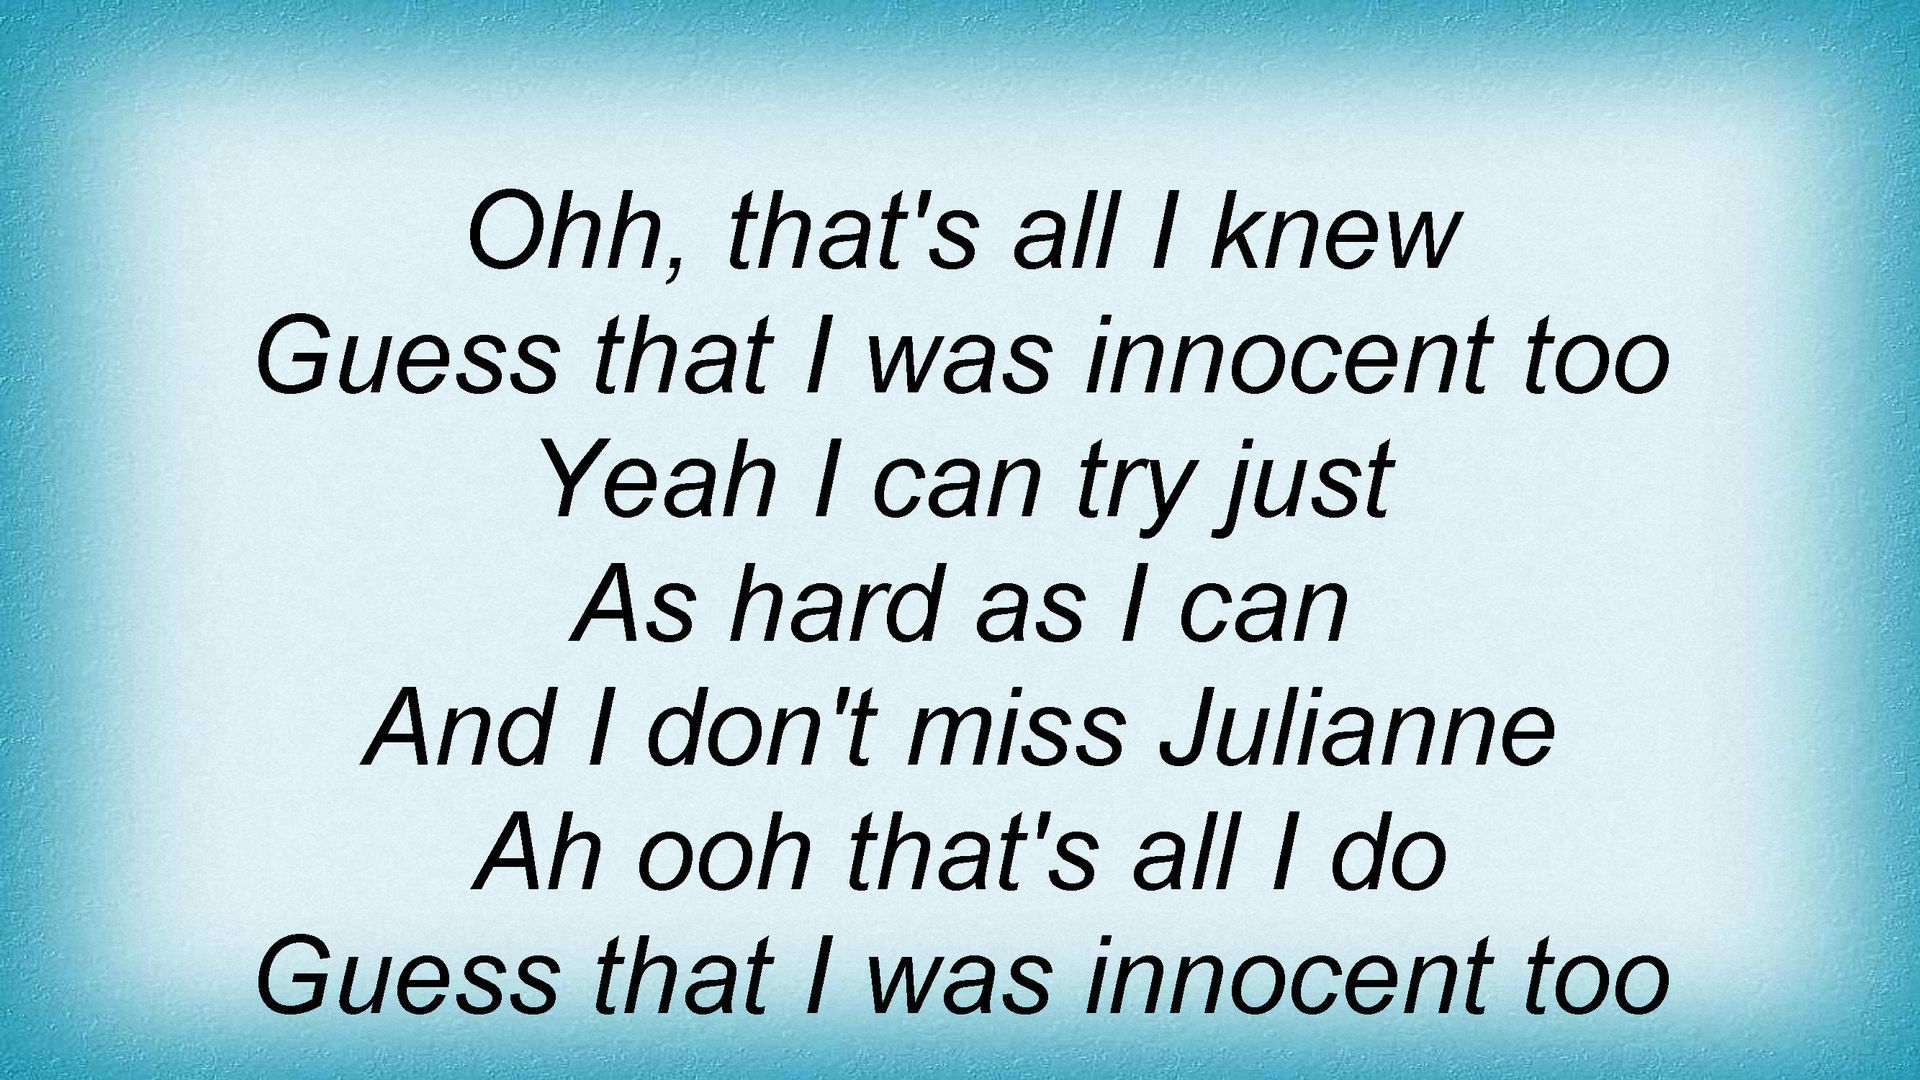 Ohh, that's all I knew
Guess that I was innocent too
Yeah I can try just
As hard as I can
And I don't miss Julianne
Ah ooh that's all I do
Guess that I was innocent too